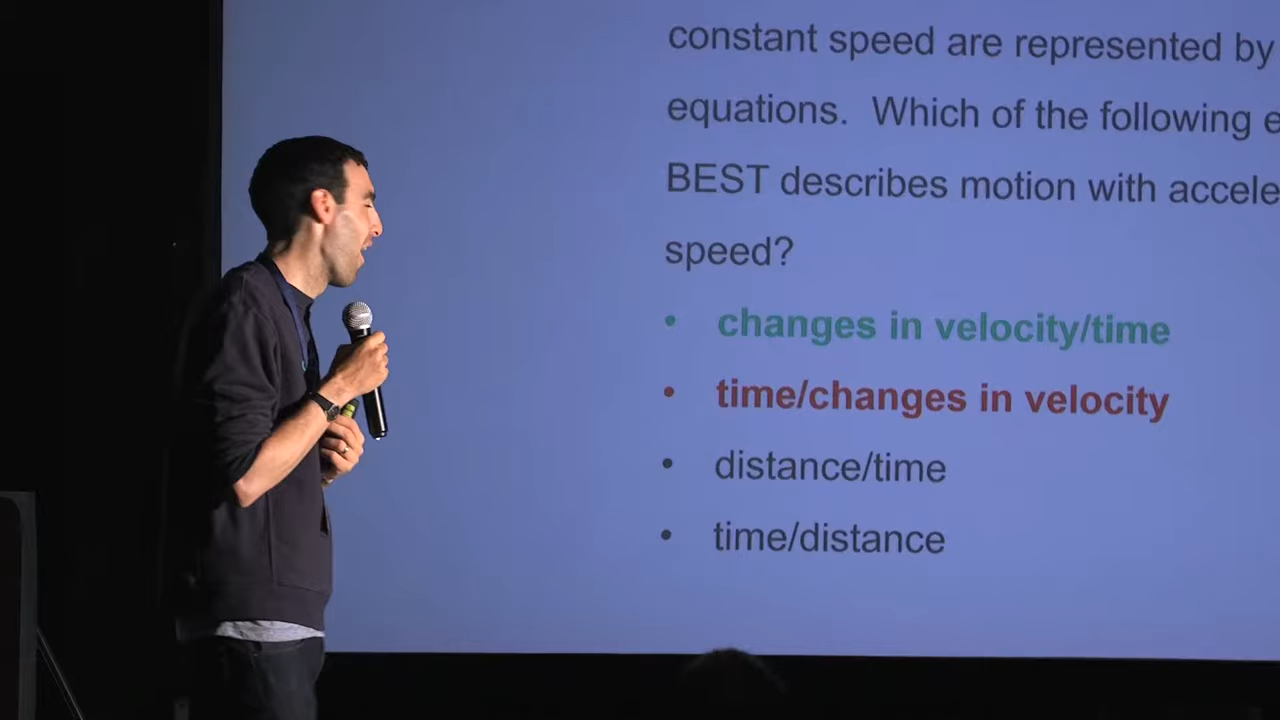 constant speed are represented by
equations. Which of the following
BEST describes motion with accele
speed?
• changes in velocity/time
• time/changes in velocity
• distance/time
• time/distance